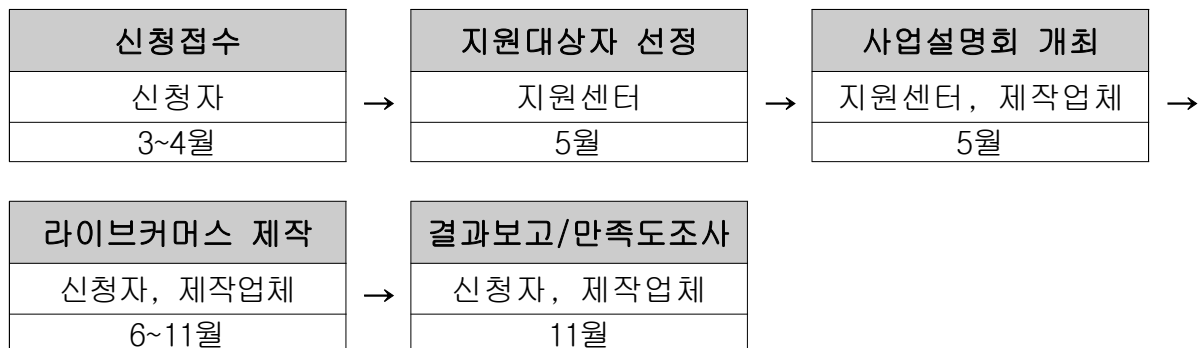 신청접수
신청자
3~4월
→
지원대상자 선정
지원센터
5월
→
사업설명회 개최
지원센터, 제작업체
5월
→
라이브커머스 제작
신청자, 제작업체
6~11월
→
결과보고/만족도조사
신청자, 제작업체
11월